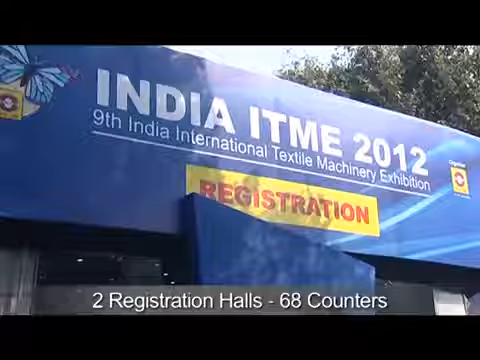 INDIA ITME 2012
9th India International Textile Machinery Exhibition
REGISTRATION
2 Registration Halls - 68 Counters